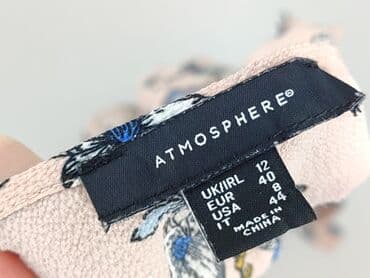 ATMOSPHERE®
UK/IRL 12
EUR 40
USA 8
IT 44
MADE IN
CHINA